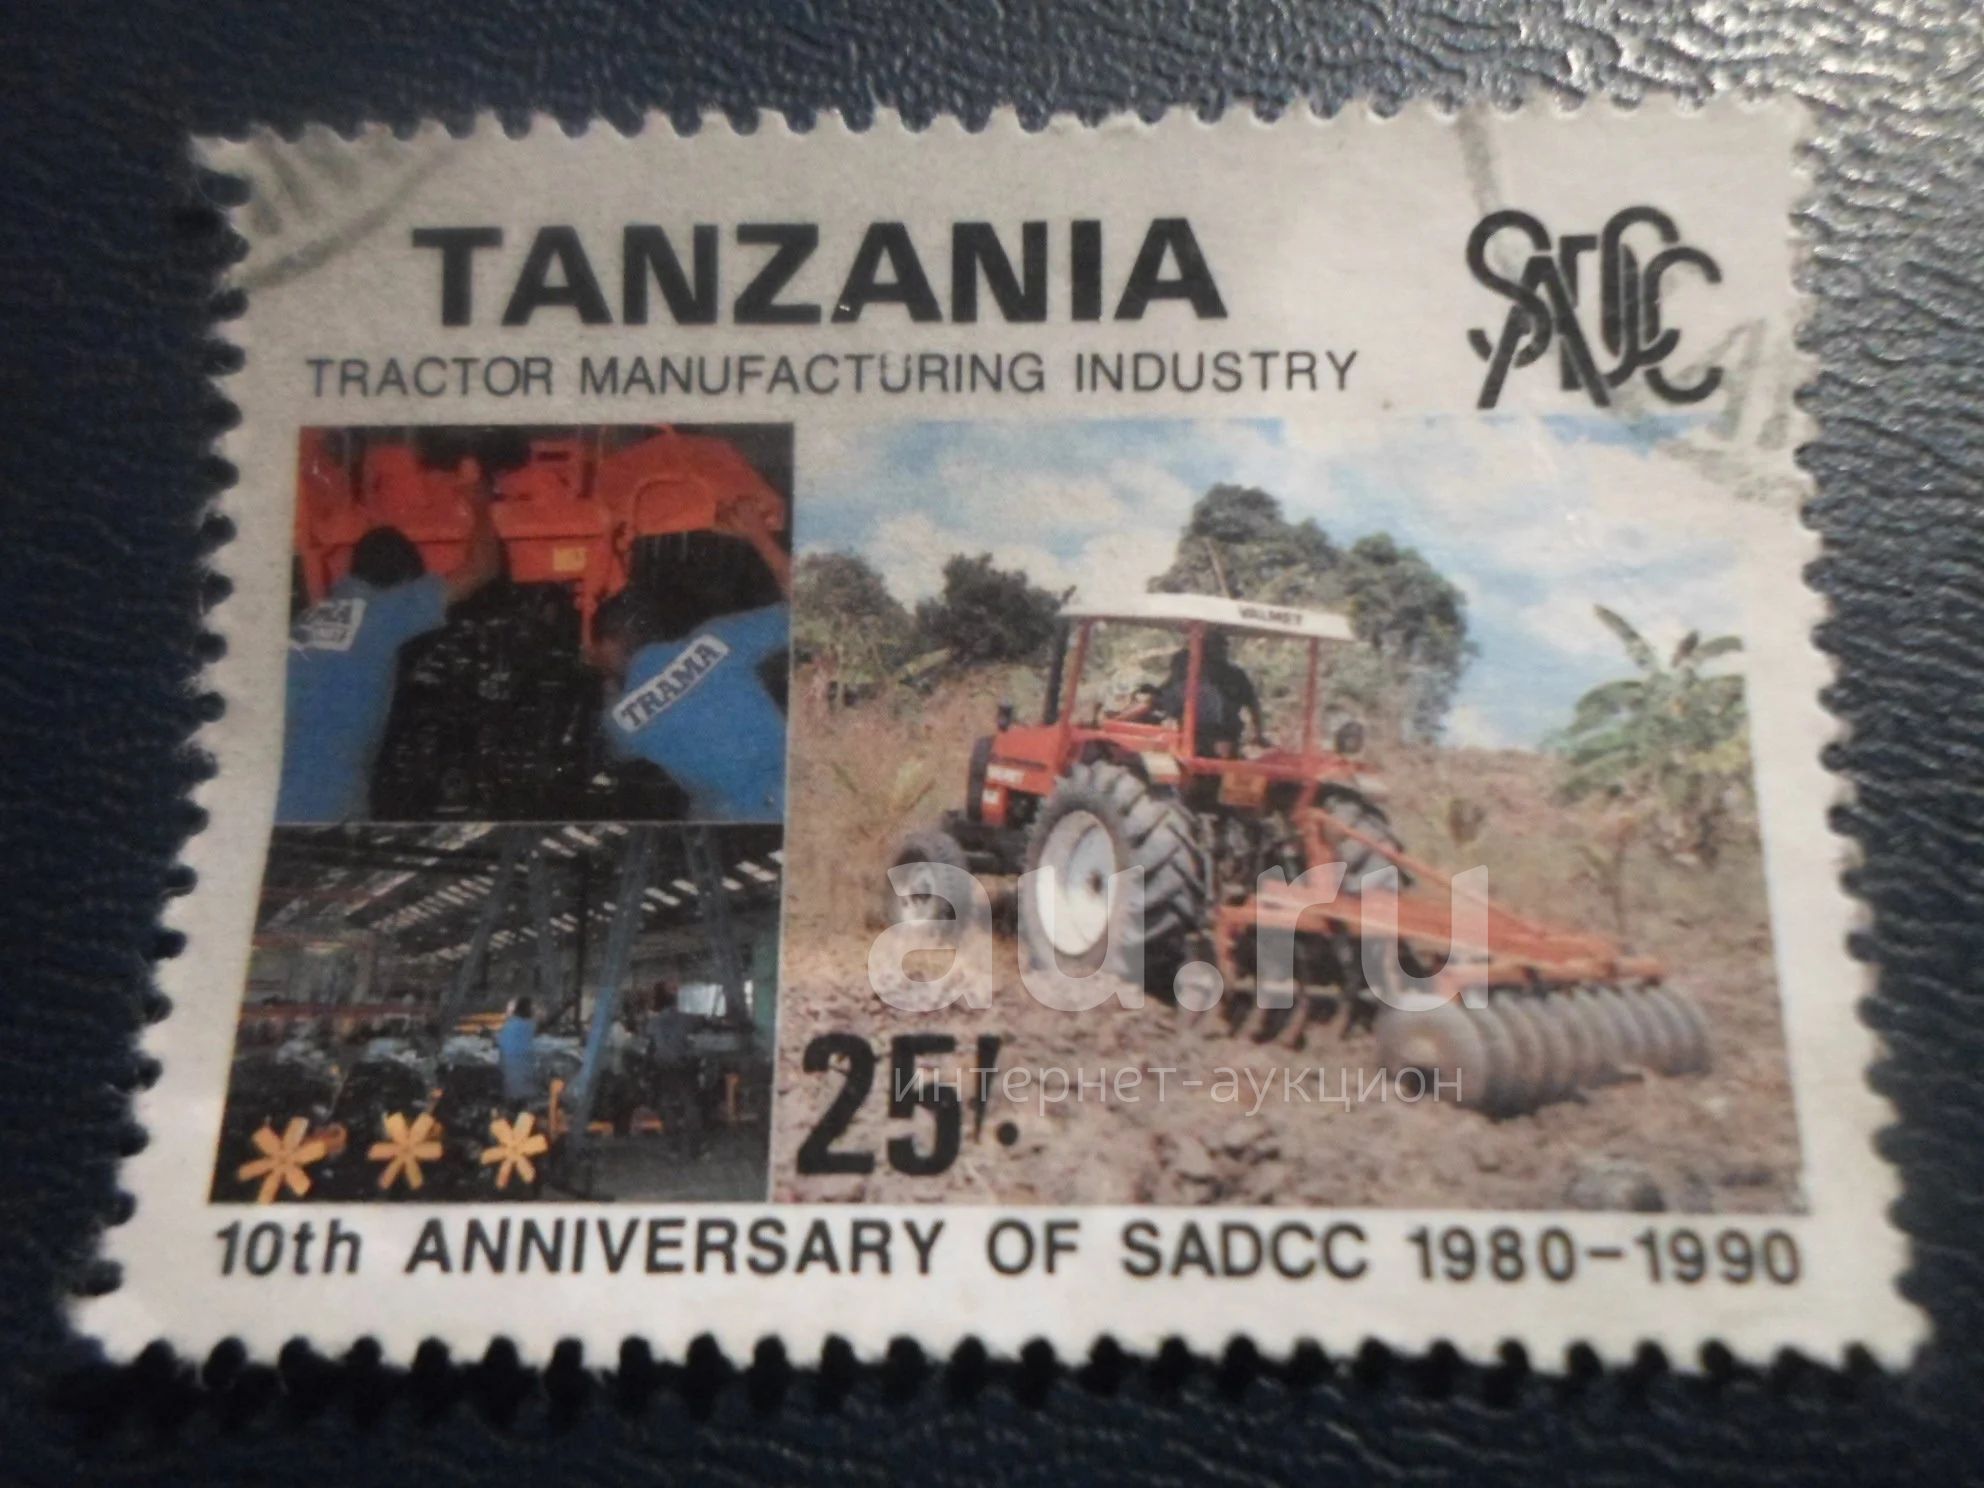 TANZANIA
SADCC
TRACTOR MANUFACTURING INDUSTRY
VALMET
TRAMA
au.ru
25/.
интернет-аукцион
10th ANNIVERSARY OF SADCC 1980-1990